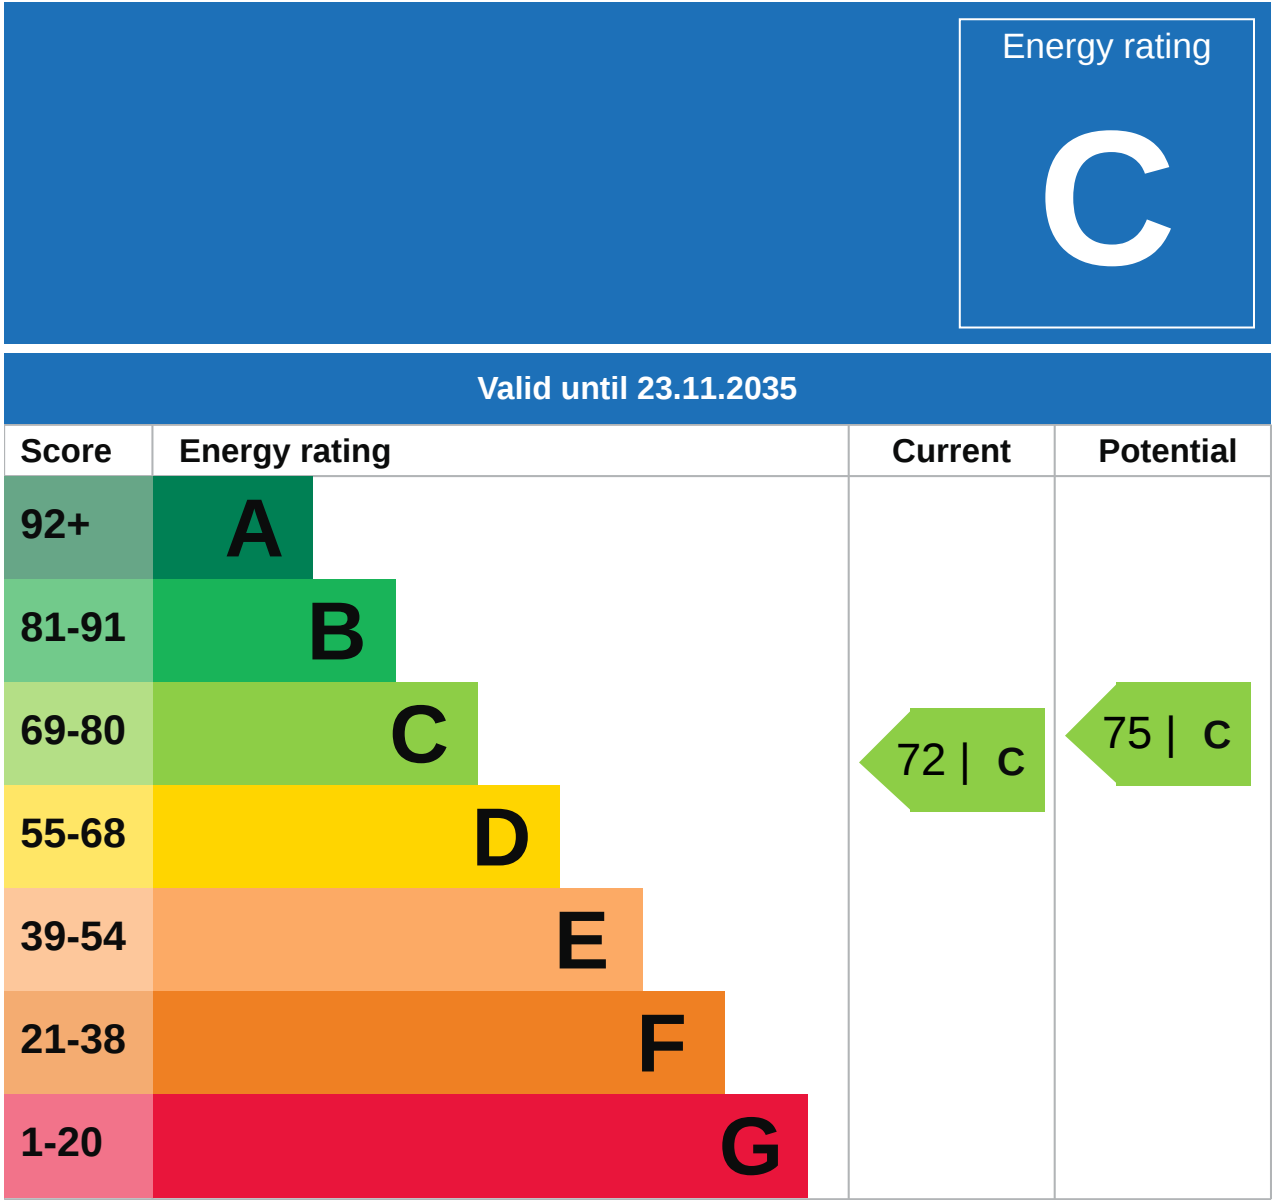 Energy rating
C
Valid until 23.11.2035
Score Energy rating Current Potential
92+ A
81-91 B
69-80 C
72 | C
75 | C
55-68 D
39-54 E
21-38 F
1-20 G